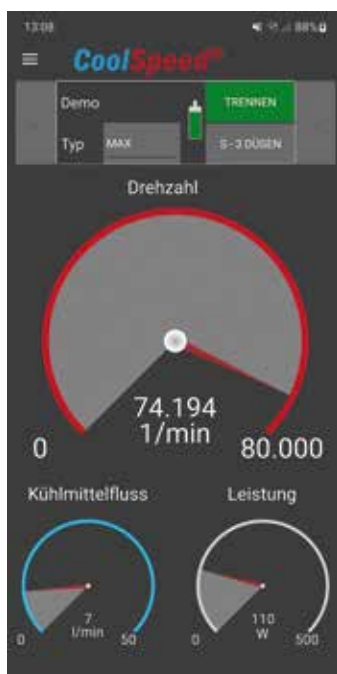 13:08
88%
CoolSpeed
Demo
TRENNEN
Typ
MAX
S - 3 DÜSEN
Drehzahl
74.194
1/min
0
80.000
Kühlmittelfluss
Leistung
7
l/min
0
50
110
W
0
500